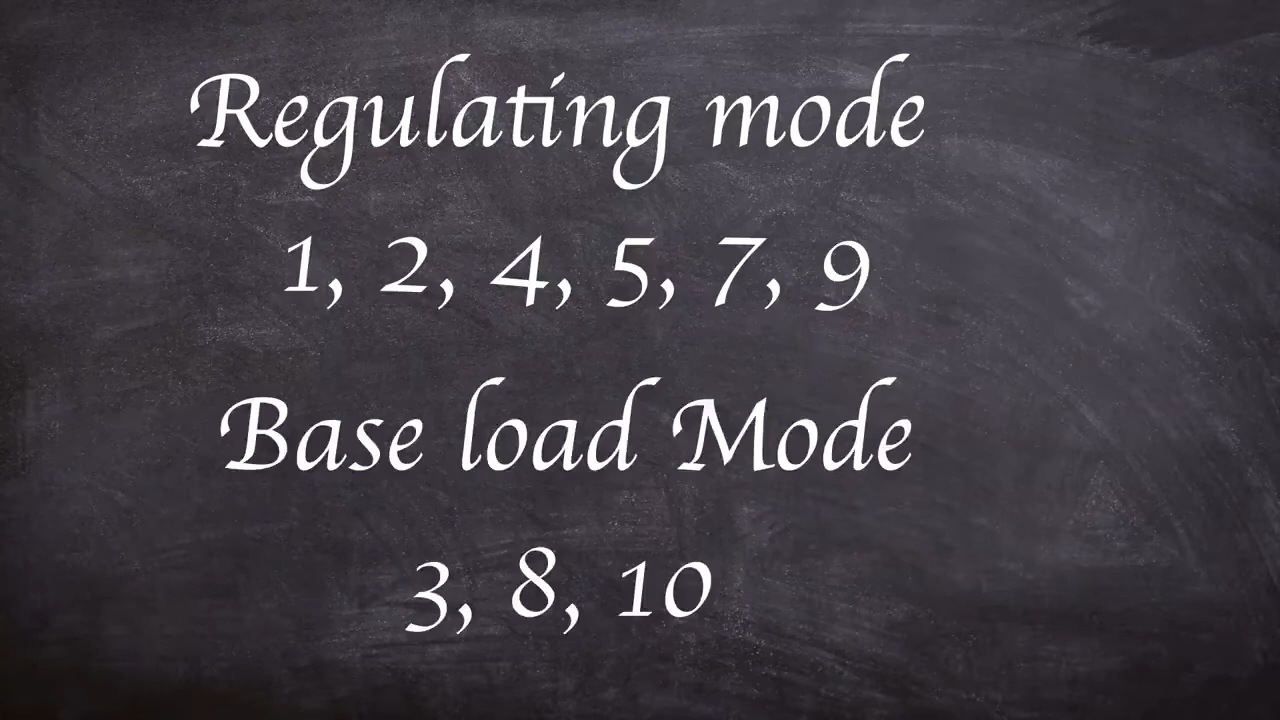 Regulating mode
1, 2, 4, 5, 7, 9
Base load Mode
3, 8, 10